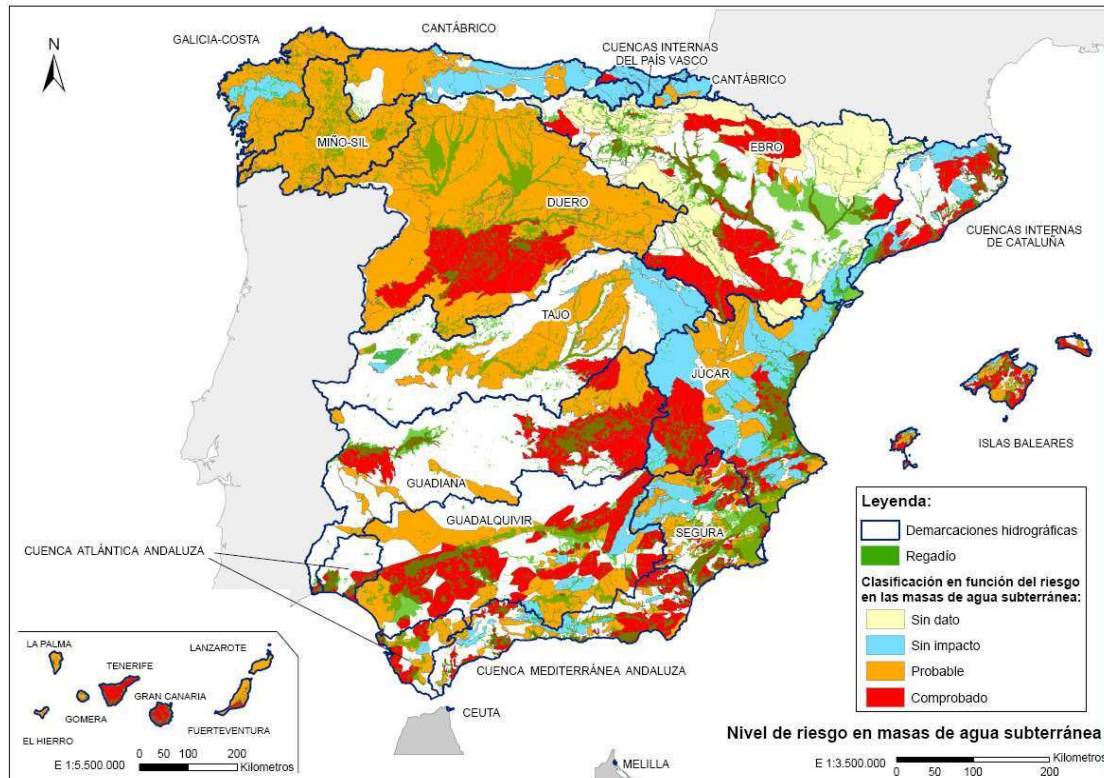 N
GALICIA-COSTA
CANTÁBRICO
CUENCAS INTERNAS
DEL PAÍS VASCO
CANTÁBRICO
MIÑO-SIL
EBRO
DUERO
CUENCAS INTERNAS
DE CATALUÑA
TAJO
JÚCAR
ISLAS BALEARES
GUADIANA
GUADALQUIVIR
SEGURA
CUENCA ATLÁNTICA ANDALUZA
CUENCA MEDITERRÁNEA ANDALUZA
CEUTA
MELILLA
Leyenda:
Demarcaciones hidrográficas
Regadío
Clasificación en función del riesgo
en las masas de agua subterránea:
Sin dato
Sin impacto
Probable
Comprobado
LA PALMA
LANZAROTE
TENERIFE
GRAN CANARIA
GOMERA
FUERTEVENTURA
EL HIERRO
0 50 100 200
E 1:5.500.000
Kilometros
Nivel de riesgo en masas de agua subterránea
E 1:3.500.000
Kilometros
0 50 100 200